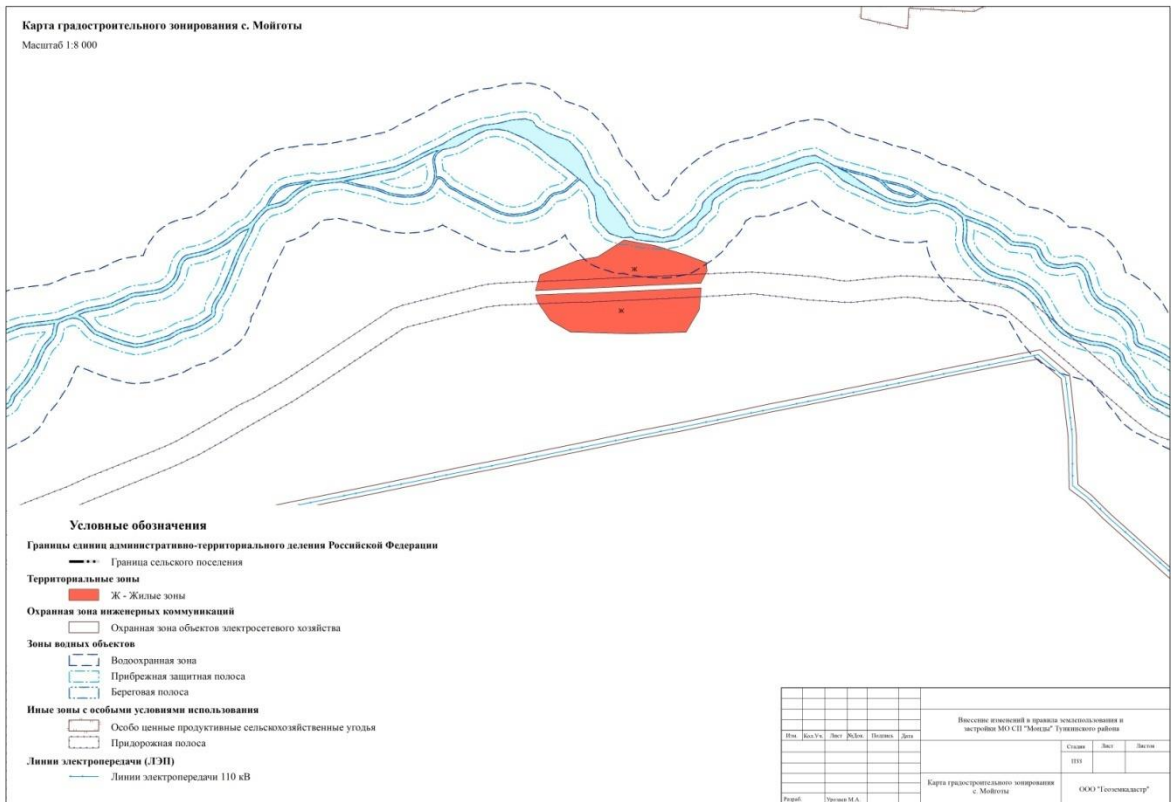 Карта градостроительного зонирования с. Мойготы
Масштаб 1:8 000
Ж
Ж
Условные обозначения
Границы единиц административно-территориального деления Российской Федерации
Граница сельского поселения
Территориальные зоны
Ж - Жилые зоны
Охранная зона инженерных коммуникаций
Охранная зона объектов электросетевого хозяйства
Зоны водных объектов
Водоохранная зона
Прибрежная защитная полоса
Береговая полоса
Иные зоны с особыми условиями использования
Особо ценные продуктивные сельскохозяйственные угодья
Придорожная полоса
Линии электропередачи (ЛЭП)
Линии электропередачи 110 кВ
Внесение изменений в правила землепользования и
застройки МО СП "Монды" Тункинского района
Изм. Кол.Уч. Лист №Док. Подпись Дата
Стадия Лист Листов
ППЗ
Карта градостроительного зонирования
с. Мойготы
ООО "Геоземкадастр"
Разраб.